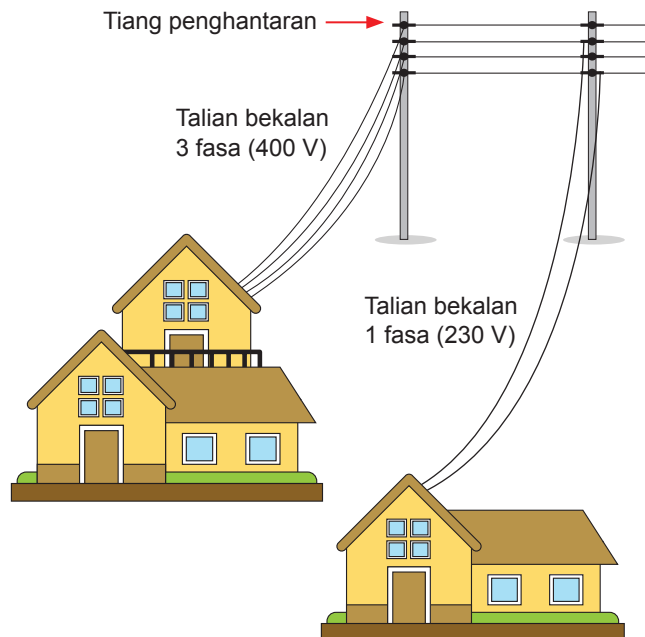 Tiang penghantaran
Talian bekalan
3 fasa (400 V)
Talian bekalan
1 fasa (230 V)